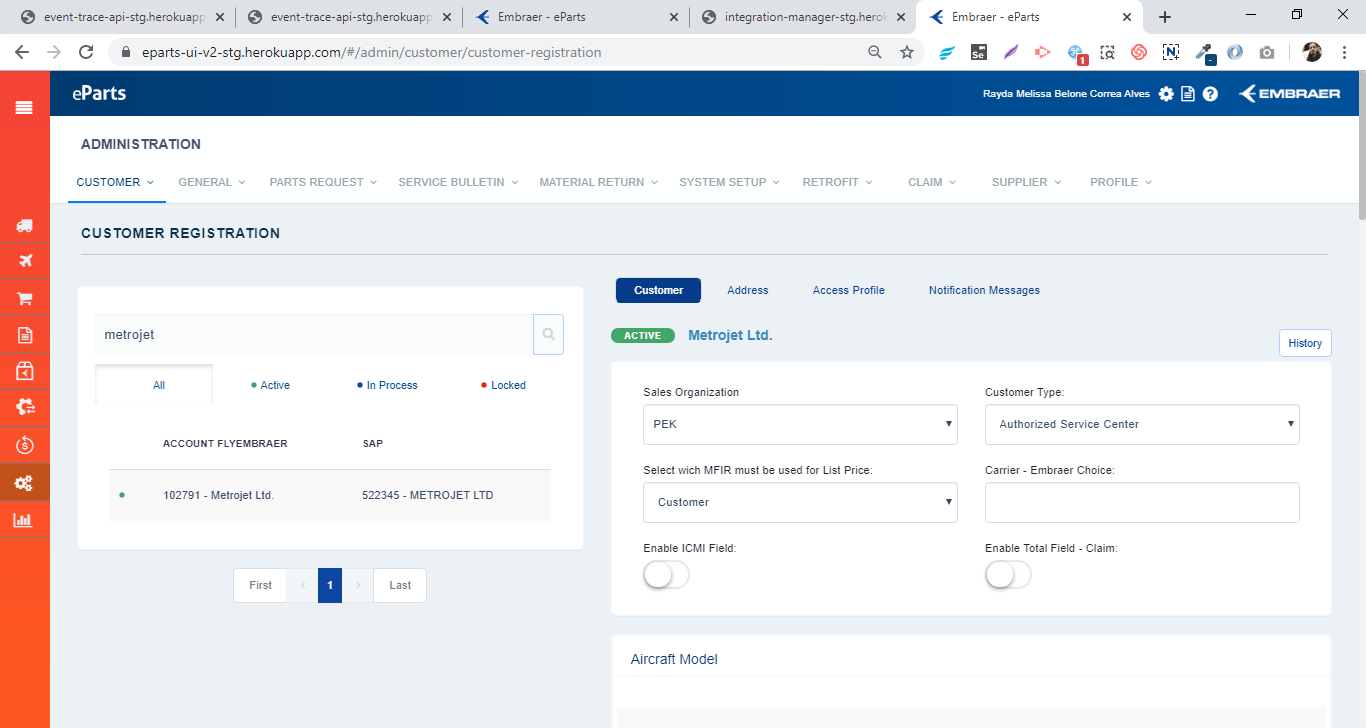 event-trace-api-stg.herokuapp
event-trace-api-stg.herokuapp
Embraer - eParts
integration-manager-stg.herok
Embraer - eParts
eparts-ui-v2-stg.herokuapp.com/#/admin/customer/customer-registration
Se
1
N
-
eParts
Rayda Melissa Belone Correa Alves
?
EMBRAER
ADMINISTRATION
CUSTOMER
GENERAL
PARTS REQUEST
SERVICE BULLETIN
MATERIAL RETURN
SYSTEM SETUP
RETROFIT
CLAIM
SUPPLIER
PROFILE
CUSTOMER REGISTRATION
metrojet
All
Active
In Process
Locked
ACCOUNT FLYEMBRAER
SAP
102791 - Metrojet Ltd.
522345 - METROJET LTD
First
‹
1
›
Last
Customer
Address
Access Profile
Notification Messages
ACTIVE
Metrojet Ltd.
History
Sales Organization
Customer Type:
PEK
Authorized Service Center
Select wich MFIR must be used for List Price:
Carrier - Embraer Choice:
Customer
Enable ICMI Field:
Enable Total Field - Claim:
Aircraft Model